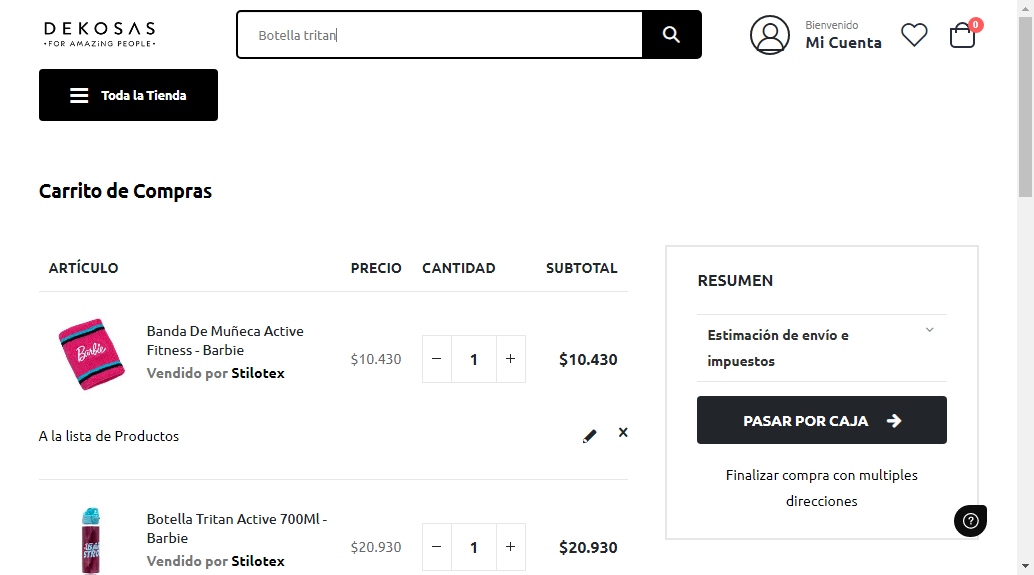 DEKOSAS
•FOR AMAZING PEOPLE•
Botella tritan
Bienvenido
Mi Cuenta
0
Toda la Tienda
Carrito de Compras
ARTÍCULO PRECIO CANTIDAD SUBTOTAL
Banda De Muñeca Active
Fitness - Barbie
Vendido por Stilotex
Barbie
$10.430 − 1 + $10.430
A la lista de Productos
Botella Tritan Active 700Ml -
Barbie
Vendido por Stilotex
$20.930 − 1 + $20.930
RESUMEN
Estimación de envío e
impuestos
PASAR POR CAJA
Finalizar compra con multiples
direcciones